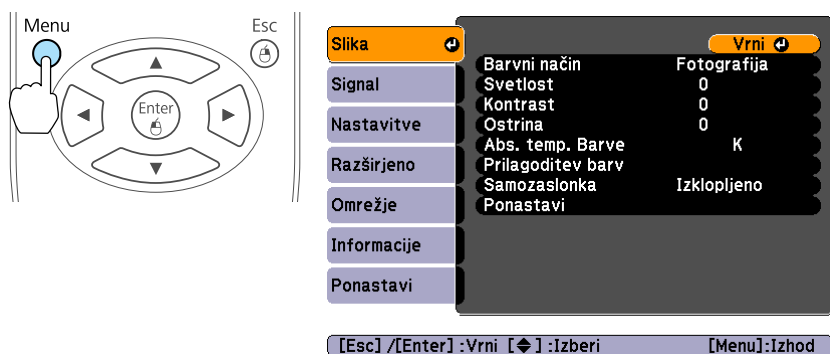 Menu
Esc
Enter
Slika
Signal
Nastavitve
Razširjeno
Omrežje
Informacije
Ponastavi
Vrni
Barvni način Fotografija
Svetlost 0
Kontrast 0
Ostrina 0
Abs. temp. Barve K
Prilagoditev barv
Samozaslonka Izklopljeno
Ponastavi
[Esc] /[Enter] :Vrni [◆] :Izberi [Menu]:Izhod